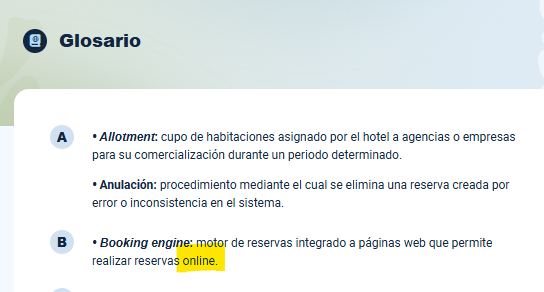 Glosario
A
• Allotment: cupo de habitaciones asignado por el hotel a agencias o empresas
para su comercialización durante un periodo determinado.
• Anulación: procedimiento mediante el cual se elimina una reserva creada por
error o inconsistencia en el sistema.
B
• Booking engine: motor de reservas integrado a páginas web que permite
realizar reservas online.